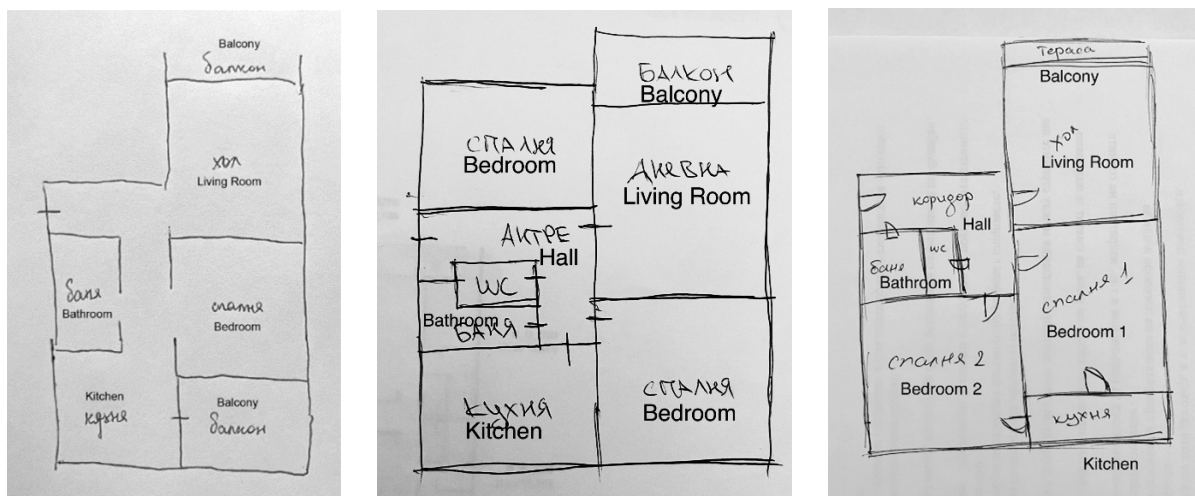 Balcony
балкон
хол
Living Room
баня
Bathroom
спалня
Bedroom
Kitchen
кухня
Balcony
балкон
БАЛКОН
Balcony
СПАЛНЯ
Bedroom
ДНЕВНА
Living Room
АНТРЕ
Hall
WC
Bathroom
БАНЯ
СПАЛНЯ
Bedroom
КУХНЯ
Kitchen
Тераса
Balcony
хол
Living Room
коридор
Hall
WC
баня
Bathroom
спалня 1
Bedroom 1
спалня 2
Bedroom 2
кухня
Kitchen